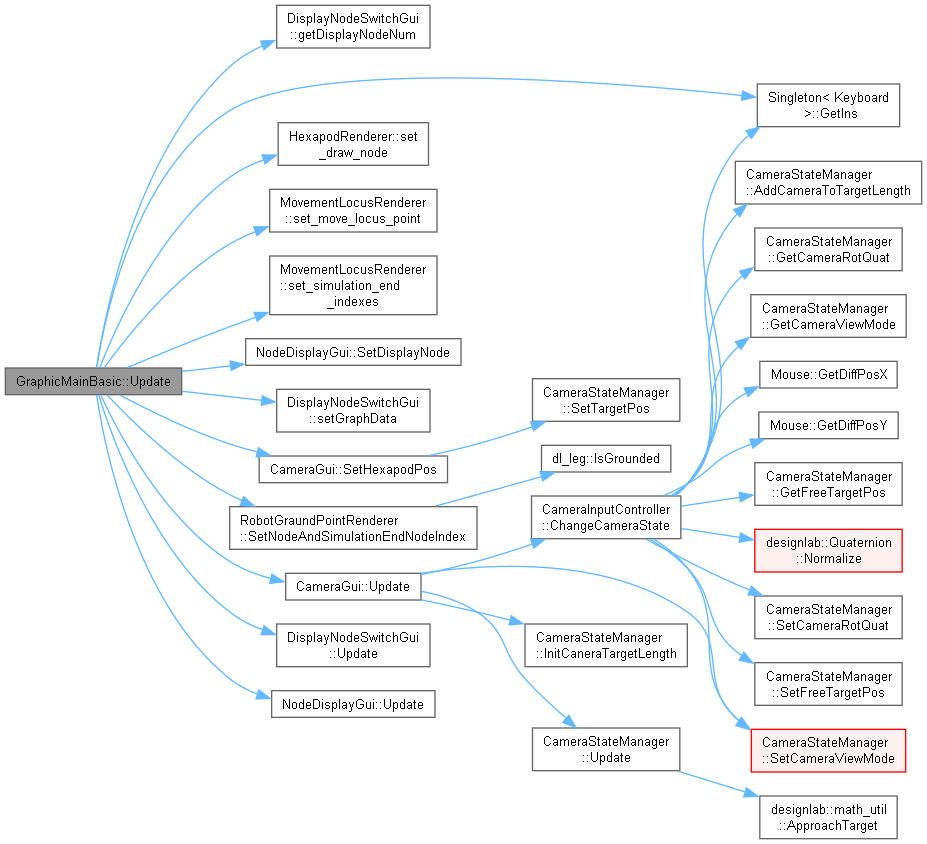 GraphicMainBasic::Update
DisplayNodeSwitchGui
::getDisplayNodeNum
HexapodRenderer::set
_draw_node
MovementLocusRenderer
::set_move_locus_point
MovementLocusRenderer
::set_simulation_end
_indexes
NodeDisplayGui::SetDisplayNode
DisplayNodeSwitchGui
::setGraphData
CameraGui::SetHexapodPos
RobotGraundPointRenderer
::SetNodeAndSimulationEndNodeIndex
CameraGui::Update
DisplayNodeSwitchGui
::Update
NodeDisplayGui::Update
CameraStateManager
::SetTargetPos
dl_leg::IsGrounded
CameraInputController
::ChangeCameraState
CameraStateManager
::InitCaneraTargetLength
CameraStateManager
::Update
Singleton< Keyboard
>::GetIns
CameraStateManager
::AddCameraToTargetLength
CameraStateManager
::GetCameraRotQuat
CameraStateManager
::GetCameraViewMode
Mouse::GetDiffPosX
Mouse::GetDiffPosY
CameraStateManager
::GetFreeTargetPos
designlab::Quaternion
::Normalize
CameraStateManager
::SetCameraRotQuat
CameraStateManager
::SetFreeTargetPos
CameraStateManager
::SetCameraViewMode
designlab::math_util
::ApproachTarget